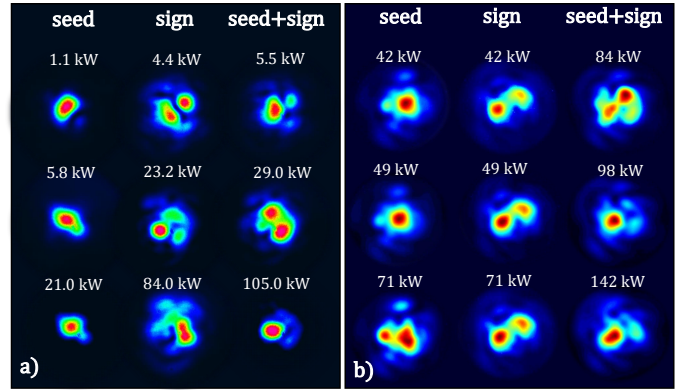 seed sign seed+sign
1.1 kW 4.4 kW 5.5 kW
5.8 kW 23.2 kW 29.0 kW
21.0 kW 84.0 kW 105.0 kW
a)
seed sign seed+sign
42 kW 42 kW 84 kW
49 kW 49 kW 98 kW
71 kW 71 kW 142 kW
b)